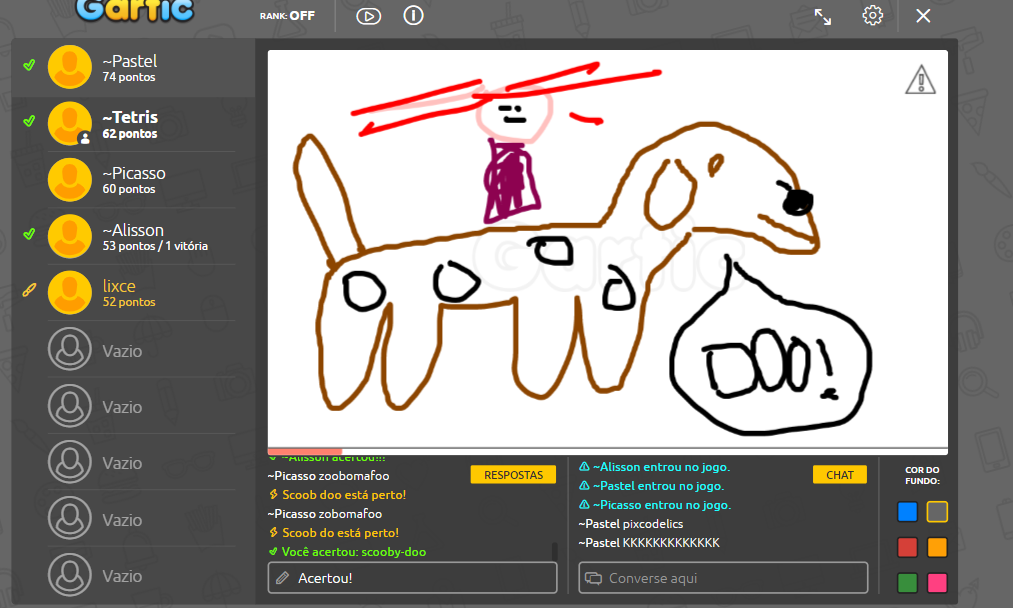 Gartic
RANK: OFF
~Pastel
74 pontos
~Tetris
62 pontos
~Picasso
60 pontos
~Alisson
53 pontos / 1 vitória
lixce
52 pontos
Vazio
Vazio
Vazio
Vazio
Vazio
Gartic
DOO!
~Alisson acertou!!!
~Picasso zoobomafoo
Scoob doo está perto!
~Picasso zoobomafoo
Scoob do está perto!
Você acertou: scooby-doo
RESPOSTAS
Acertou!
~Alisson entrou no jogo.
~Pastel entrou no jogo.
~Picasso entrou no jogo.
~Pastel pixcodelics
~Pastel KKKKKKKKKKKKK
CHAT
Converse aqui
COR DO
FUNDO: